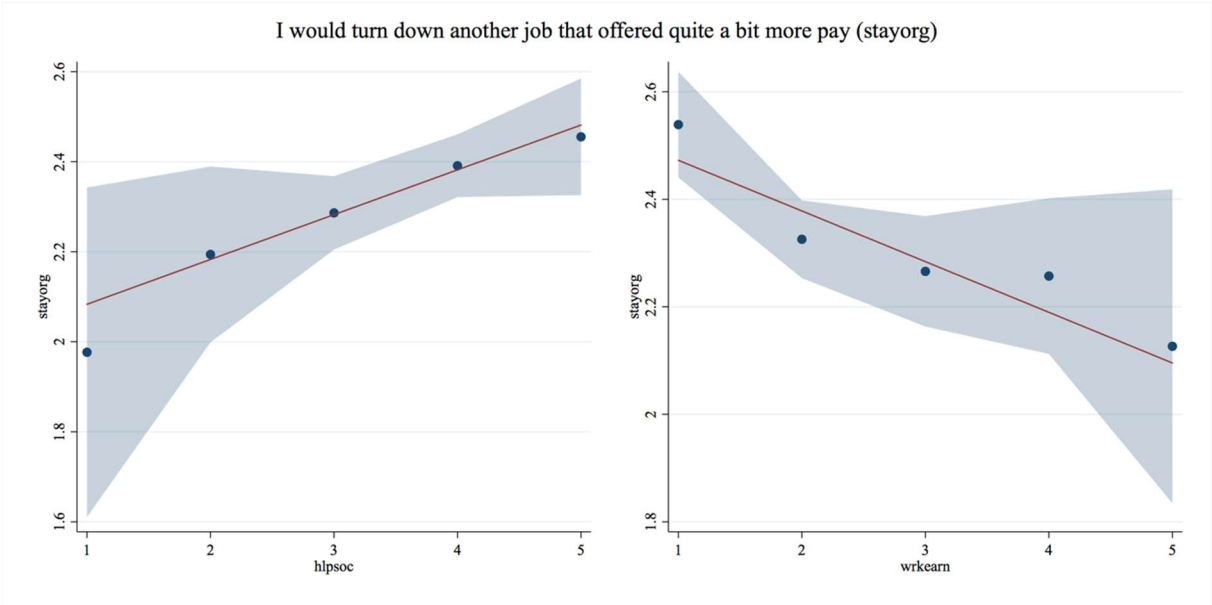 I would turn down another job that offered quite a bit more pay (stayorg)
2.6
2.4
2.2
2
1.8
1.6
stayorg
1 2 3 4 5
hlpsoc
2.6
2.4
2.2
2
1.8
stayorg
1 2 3 4 5
wrkearn